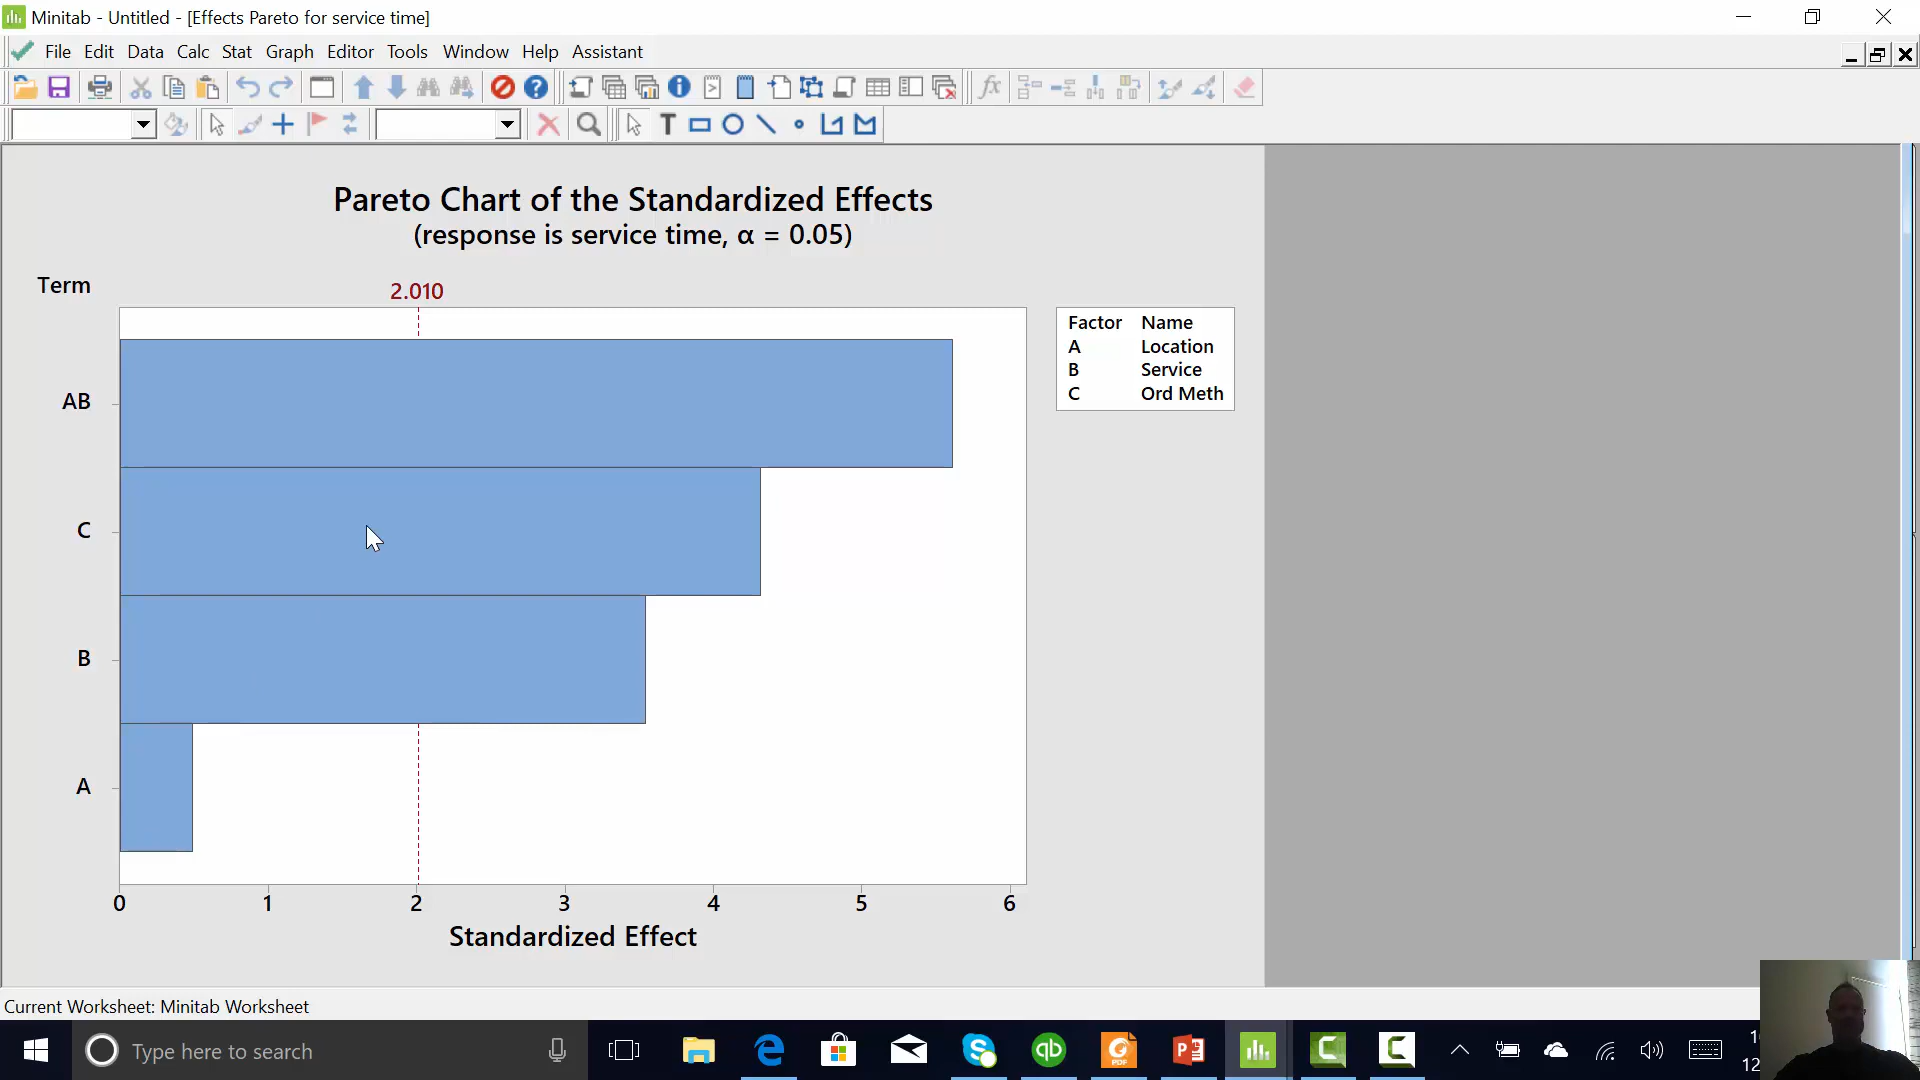 Minitab - Untitled - [Effects Pareto for service time]
File Edit Data Calc Stat Graph Editor Tools Window Help Assistant
Pareto Chart of the Standardized Effects
(response is service time, α = 0.05)
Term
2.010
Factor Name
A Location
B Service
C Ord Meth
AB
C
B
A
0 1 2 3 4 5 6
Standardized Effect
Current Worksheet: Minitab Worksheet
Type here to search